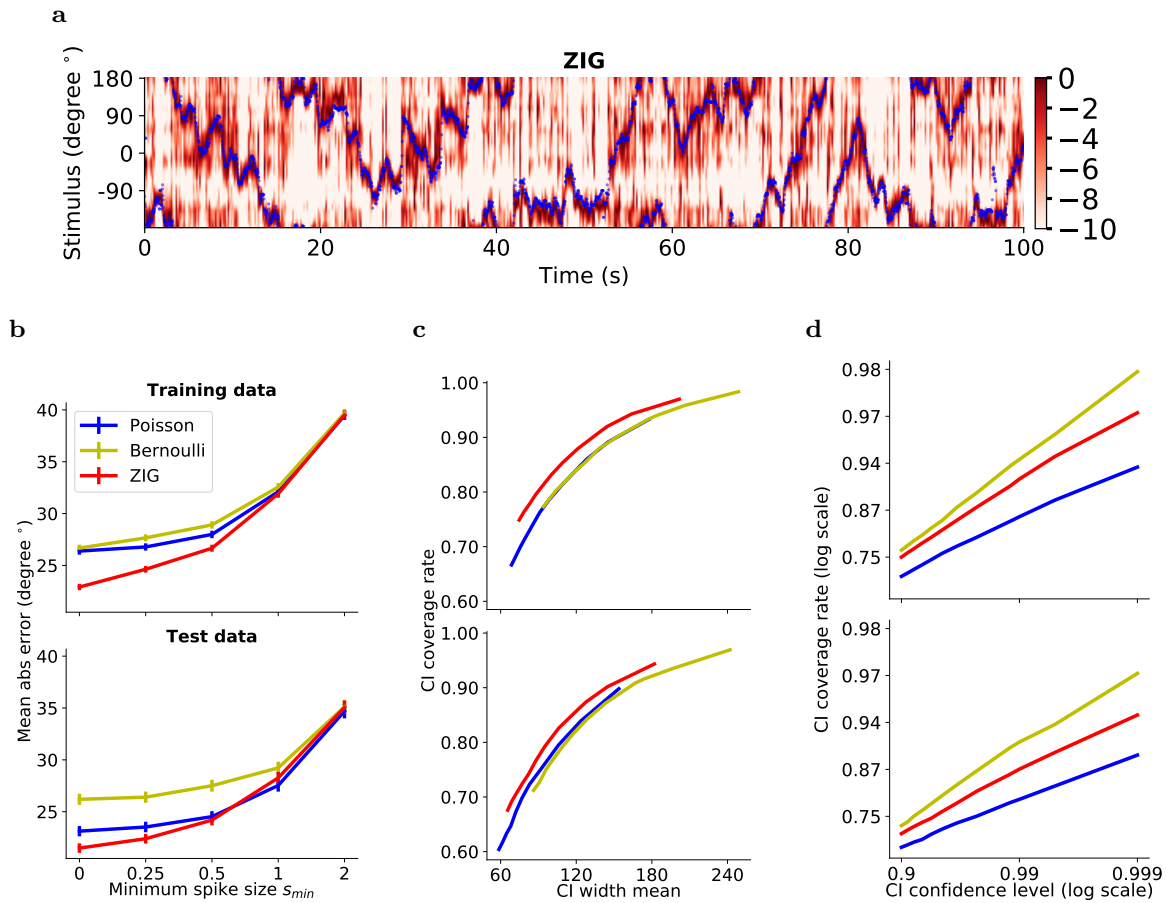 a
ZIG
Stimulus (degree °)
180
90
0
-90
0 20 40 60 80 100
Time (s)
0
−2
−4
−6
−8
−10
b
Training data
40
35
30
25
Poisson
Bernoulli
ZIG
Mean abs error (degree °)
Test data
40
35
30
25
0 0.25 0.5 1 2
Minimum spike size s_min
c
1.00
0.90
0.80
0.70
0.60
CI coverage rate
1.00
0.90
0.80
0.70
0.60
60 120 180 240
CI width mean
d
0.98
0.97
0.94
0.87
0.75
CI coverage rate (log scale)
0.98
0.97
0.94
0.87
0.75
0.9 0.99 0.999
CI confidence level (log scale)